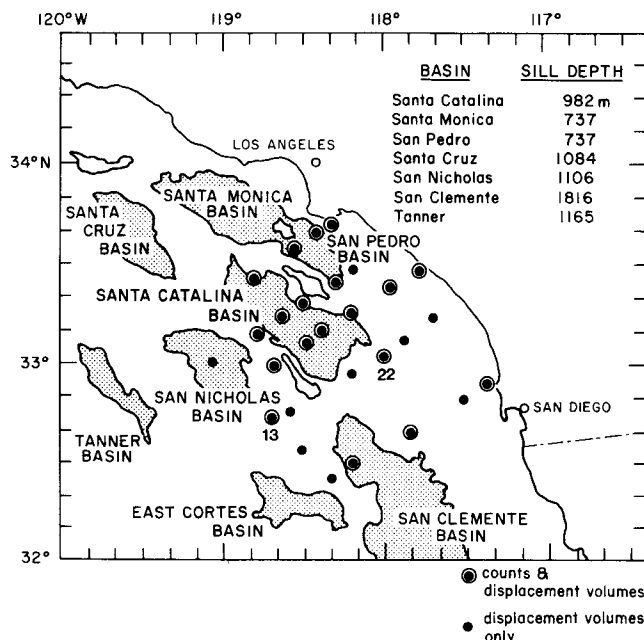 120°W 119° 118° 117°
BASIN SILL DEPTH
Santa Catalina 982 m
Santa Monica 737
San Pedro 737
Santa Cruz 1084
San Nicholas 1106
San Clemente 1816
Tanner 1165
LOS ANGELES
34°N
SANTA MONICA
BASIN
SANTA
CRUZ
BASIN
SAN PEDRO
BASIN
SANTA CATALINA
BASIN
33°
22
SAN NICHOLAS
BASIN
13
SAN DIEGO
TANNER
BASIN
EAST CORTES
BASIN
SAN CLEMENTE
BASIN
32°
counts &
displacement volumes
displacement volumes
only